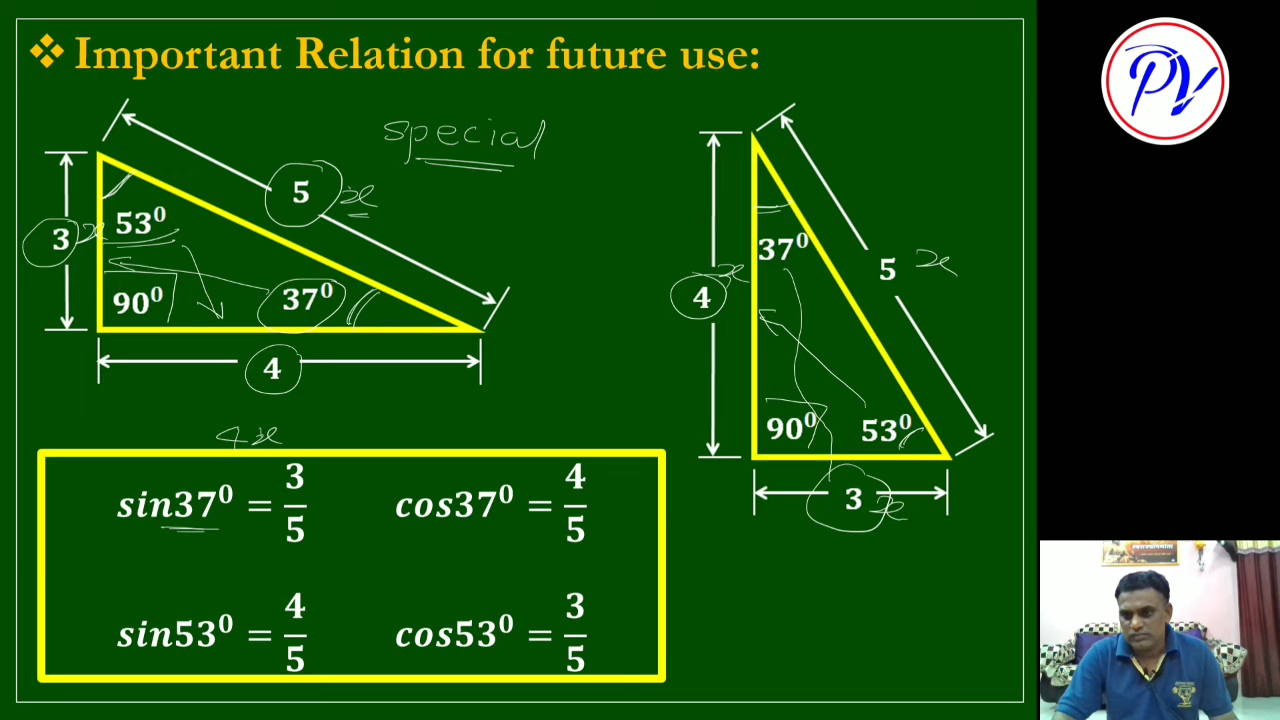 ❖ Important Relation for future use:
PV
special
5 x
3 x
53⁰
90⁰
37⁰
4
4x
4 x
37⁰
5 x
90⁰
53⁰
3 x
sin37⁰ = 3/5
cos37⁰ = 4/5
sin53⁰ = 4/5
cos53⁰ = 3/5